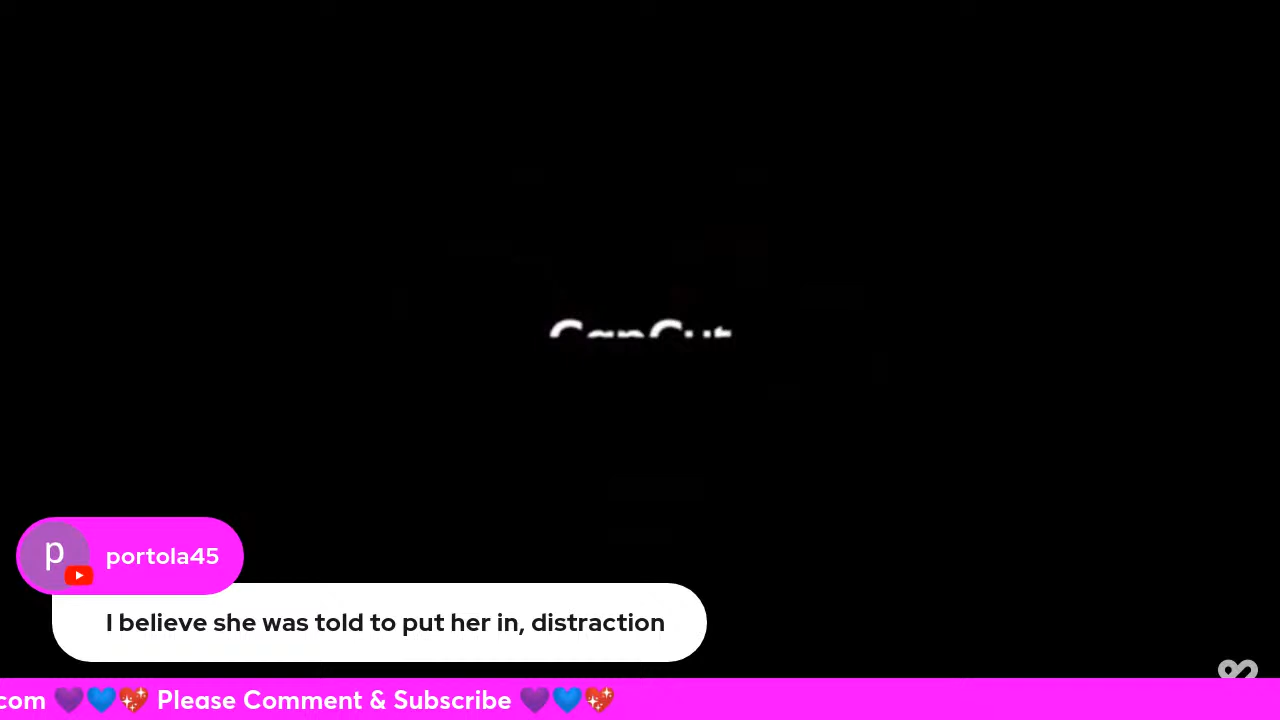 CapCut
p portola45
I believe she was told to put her in, distraction
com 💜💙💖 Please Comment & Subscribe 💜💙💖